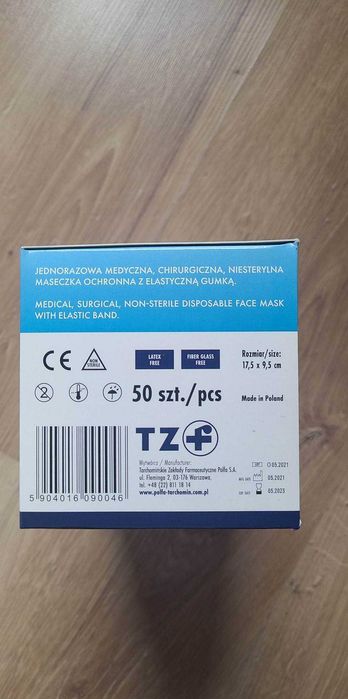 JEDNORAZOWA MEDYCZNA, CHIRURGICZNA, NIESTERYLNA
MASECZKA OCHRONNA Z ELASTYCZNĄ GUMKĄ.
MEDICAL, SURGICAL, NON-STERILE DISPOSABLE FACE MASK
WITH ELASTIC BAND.
CE
NON
STERILE
LATEX
FREE
FIBER GLASS
FREE
Rozmiar/size:
17,5 x 9,5 cm
2
50 szt./pcs
Made in Poland
TZF
Wytwórca / Manufacturer:
Tarchomińskie Zakłady Farmaceutyczne Polfa S.A.
ul. Fleminga 2, 03-176 Warszawa,
tel. +48 (22) 811 18 14
www.polfa-tarchomin.com.pl
LOT
05.2021
05.2021
05.2023
5 904016 090046